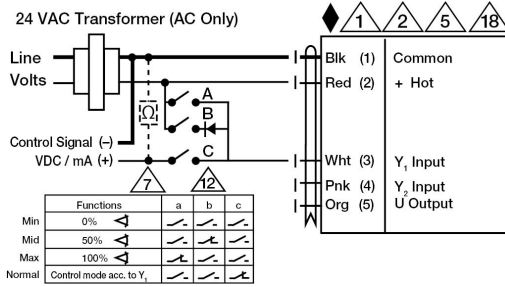 24 VAC Transformer (AC Only)
1 2 5 18
Line
Volts
Blk (1) Common
Red (2) + Hot
A
B
C
Ω
Control Signal (–)
VDC / mA (+)
Wht (3) Y1 Input
Pnk (4) Y2 Input
Org (5) U Output
7 12
Functions a b c
Min 0%
Mid 50%
Max 100%
Normal Control mode acc. to Y1